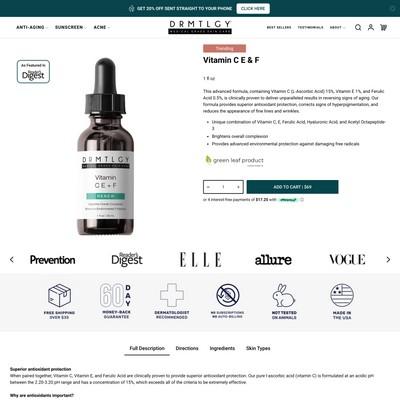 GET 20% OFF SENT STRAIGHT TO YOUR PHONE
CLICK HERE
ANTI-AGING SUNSCREEN ACNE
DRMTLGY
MEDICAL GRADE SKIN CARE
BEST SELLERS TESTIMONIALS ABOUT
As Featured in
Reader's
Digest
Trending
Vitamin C E & F
1 fl oz
This advanced formula, containing Vitamin C (L-Ascorbic Acid) 15%, Vitamin E 1%, and Ferulic
Acid 0.5%, is clinically proven to deliver unparalleled results in reversing signs of aging. Our
formula provides superior antioxidant protection, corrects signs of hyperpigmentation, and
reduces the appearance of fine lines and wrinkles.
Unique combination of Vitamin C, E, Ferulic Acid, Hyaluronic Acid, and Acetyl Octapeptide-
3
Brightens overall complexion
Provides advanced environmental protection against damaging free radicals
green leaf product
DRMTLGY
Vitamin
C E + F
RENEW
− 1 +
ADD TO CART | $69
or 4 interest free payments of $17.25 with
Prevention
Reader's
Digest
ELLE
allure
VOGUE
FREE SHIPPING
OVER $35
60 DAY
MONEY-BACK
GUARANTEE
DERMATOLOGIST
RECOMMENDED
NO SUBSCRIPTIONS
NO AUTO-BILLING
NOT TESTED
ON ANIMALS
MADE IN
THE USA
Full Description Directions Ingredients Skin Types
Superior antioxidant protection
When paired together, Vitamin C, Vitamin E, and Ferulic Acid are clinically proven to provide superior antioxidant protection. Our pure l-ascorbic acid (vitamin C) is formulated at an acidic pH
between the 2.20-3.20 pH range and has a concentration of 15%, which exceeds all of the criteria to be extremely effective.
Why are antioxidants important?